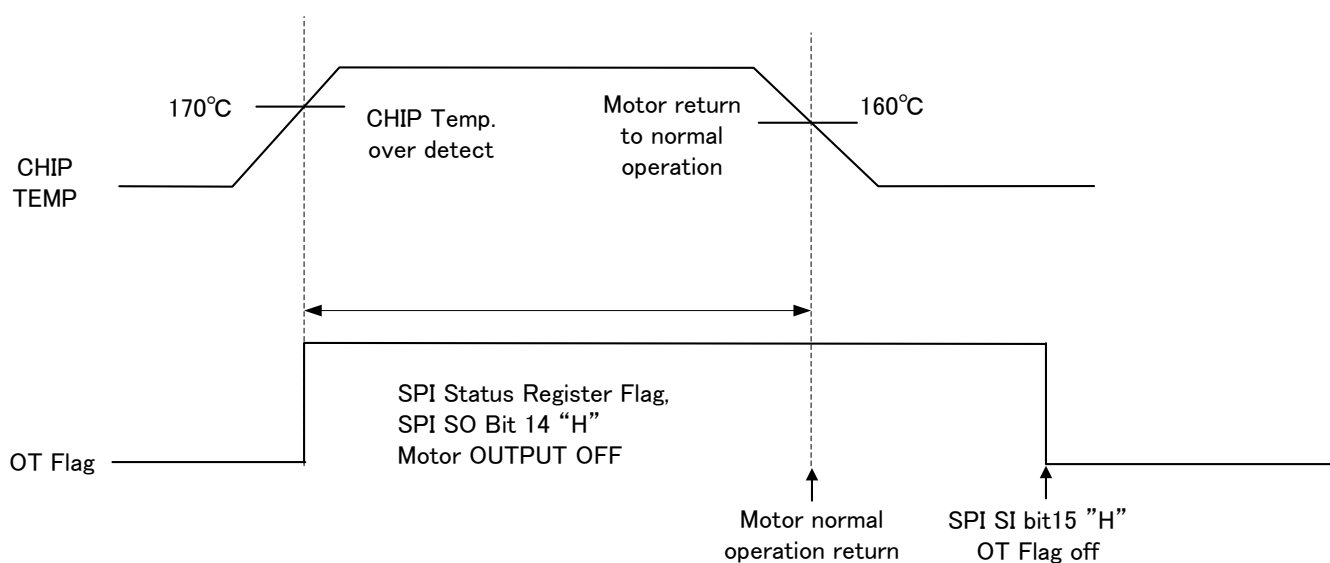 170℃
CHIP Temp.
over detect
Motor return
to normal
operation
160℃
CHIP
TEMP
SPI Status Register Flag,
SPI SO Bit 14 “H”
Motor OUTPUT OFF
OT Flag
Motor normal
operation return
SPI SI bit15 ”H”
OT Flag off